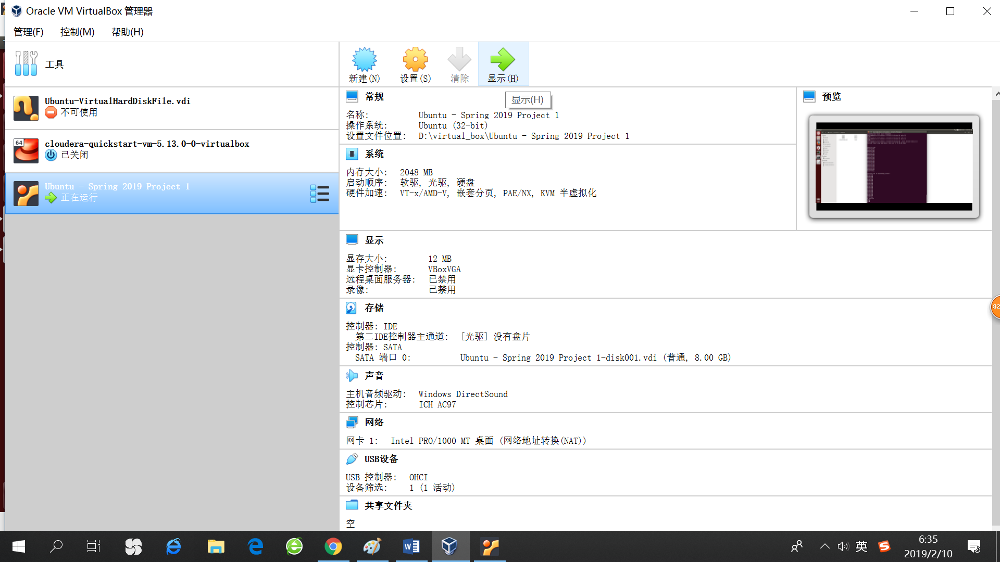 Oracle VM VirtualBox 管理器
管理(F) 控制(M) 帮助(H)
工具
新建(N) 设置(S) 清除 显示(H)
显示(H)
Ubuntu-VirtualHardDiskFile.vdi
不可使用
64
cloudera-quickstart-vm-5.13.0-0-virtualbox
已关闭
Ubuntu - Spring 2019 Project 1
正在运行
常规
名称: Ubuntu - Spring 2019 Project 1
操作系统: Ubuntu (32-bit)
设置文件位置: D:\virtual_box\Ubuntu - Spring 2019 Project 1
预览
系统
内存大小: 2048 MB
启动顺序: 软驱, 光驱, 硬盘
硬件加速: VT-x/AMD-V, 嵌套分页, PAE/NX, KVM 半虚拟化
显示
显存大小: 12 MB
显卡控制器: VBoxVGA
远程桌面服务器: 已禁用
录像: 已禁用
存储
控制器: IDE
第二IDE控制器主通道: [光驱] 没有盘片
控制器: SATA
SATA 端口 0: Ubuntu - Spring 2019 Project 1-disk001.vdi (普通, 8.00 GB)
声音
主机音频驱动: Windows DirectSound
控制芯片: ICH AC97
网络
网卡 1: Intel PRO/1000 MT 桌面 (网络地址转换(NAT))
USB设备
USB 控制器: OHCI
设备筛选: 1 (1 活动)
共享文件夹
空
82
英
6:35
2019/2/10